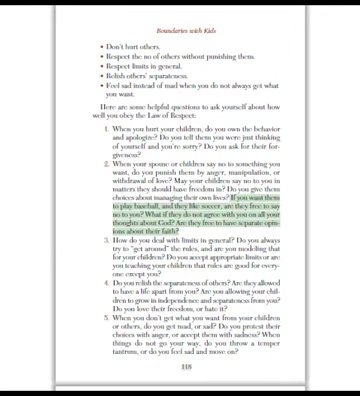 Boundaries with Kids
• Don't hurt others.
• Respect the no of others without punishing them.
• Respect limits in general.
• Relish others' separateness.
• Feel sad instead of mad when you do not always get what
you want.
Here are some helpful questions to ask yourself about how
well you obey the Law of Respect:
1. When you hurt your children, do you own the behavior
and apologize? Do you tell them you were just thinking
of yourself and you're sorry? Do you ask for their for-
giveness?
2. When your spouse or children say no to something you
want, do you punish them by anger, manipulation, or
withdrawal of love? May your children say no to you in
matters they should have freedom in? Do you give them
choices about managing their own lives? If you want them
to play baseball, and they like soccer, are they free to say
no to you? What if they do not agree with you on all your
thoughts about God? Are they free to have separate opin-
ions about their faith?
3. How do you deal with limits in general? Do you always
try to "get around" the rules, and are you modeling that
for your children? Do you accept appropriate limits or are
you teaching your children that rules are good for every-
one except you?
4. Do you relish the separateness of others? Are they allowed
to have a life apart from you? Are you allowing your chil-
dren to grow in independence and separateness from you?
Do you love their freedom, or hate it?
5. When you don't get what you want from your children
or others, do you get mad, or sad? Do you protest their
choices with anger, or accept them with sadness? When
things do not go your way, do you throw a temper
tantrum, or do you feel sad and move on?
118